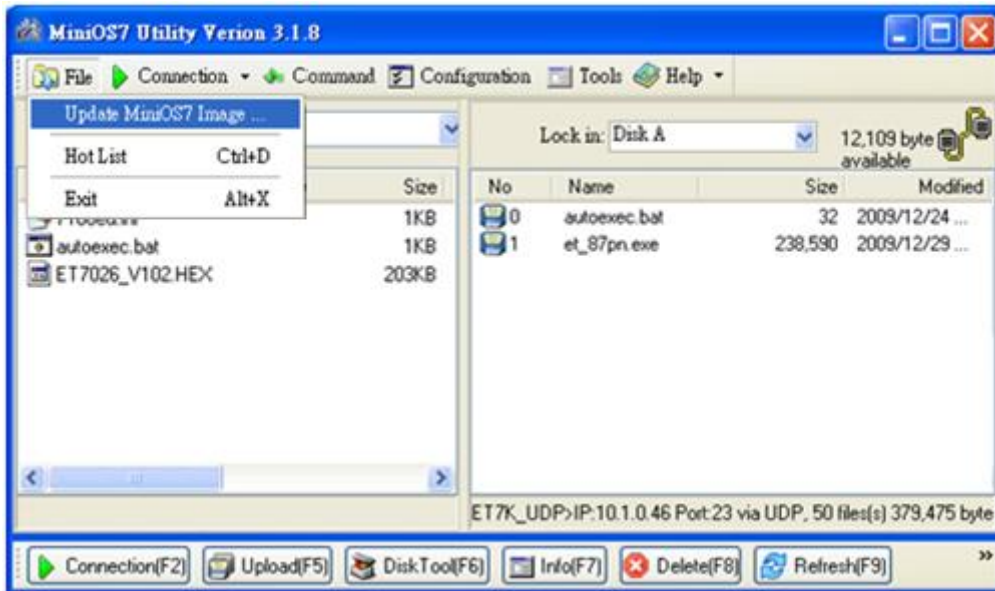 MiniOS7 Utility Verion 3.1.8
File Connection Command Configuration Tools Help
Update MiniOS7 Image ...
Hot List Ctrl+D
Exit Alt+X
Lock in: Disk A
12,109 byte available
Size
1KB
autoexec.bat 1KB
ET7026_V102.HEX 203KB
No Name Size Modified
0 autoexec.bat 32 2009/12/24 ...
1 et_87pn.exe 238,590 2009/12/29 ...
ET7K_UDP>IP:10.1.0.46 Port:23 via UDP, 50 files(s) 379,475 byte
Connection(F2) Upload(F5) DiskTool(F6) Info(F7) Delete(F8) Refresh(F9) »